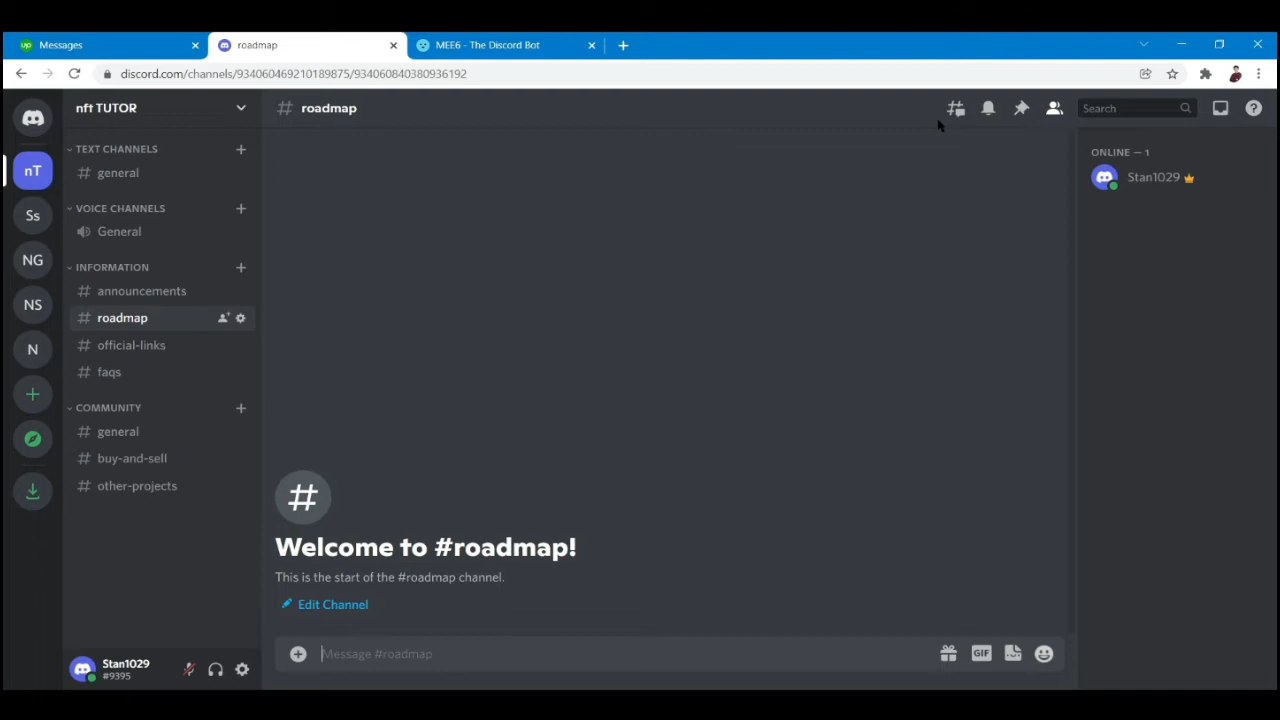 up Messages
roadmap
MEE6 - The Discord Bot
discord.com/channels/934060469210189875/934060840380936192
nft TUTOR
roadmap
Search
TEXT CHANNELS
general
VOICE CHANNELS
General
INFORMATION
announcements
roadmap
official-links
faqs
COMMUNITY
general
buy-and-sell
other-projects
nT
Ss
NG
NS
N
ONLINE — 1
Stan1029
Welcome to #roadmap!
This is the start of the #roadmap channel.
Edit Channel
Message #roadmap
GIF
Stan1029
#9395